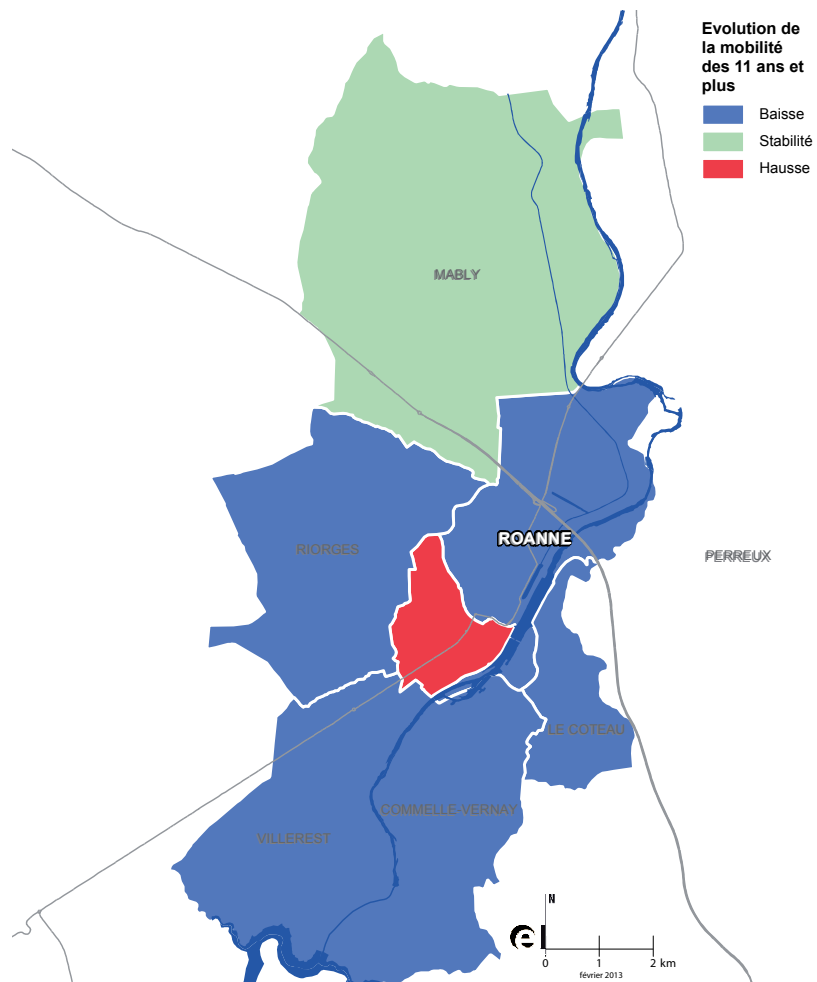 Evolution de
la mobilité
des 11 ans et
plus
Baisse
Stabilité
Hausse
MABLY
ROANNE
RIORGES
PERREUX
LE COTEAU
COMMELLE-VERNAY
VILLEREST
N
0 1 2 km
février 2013